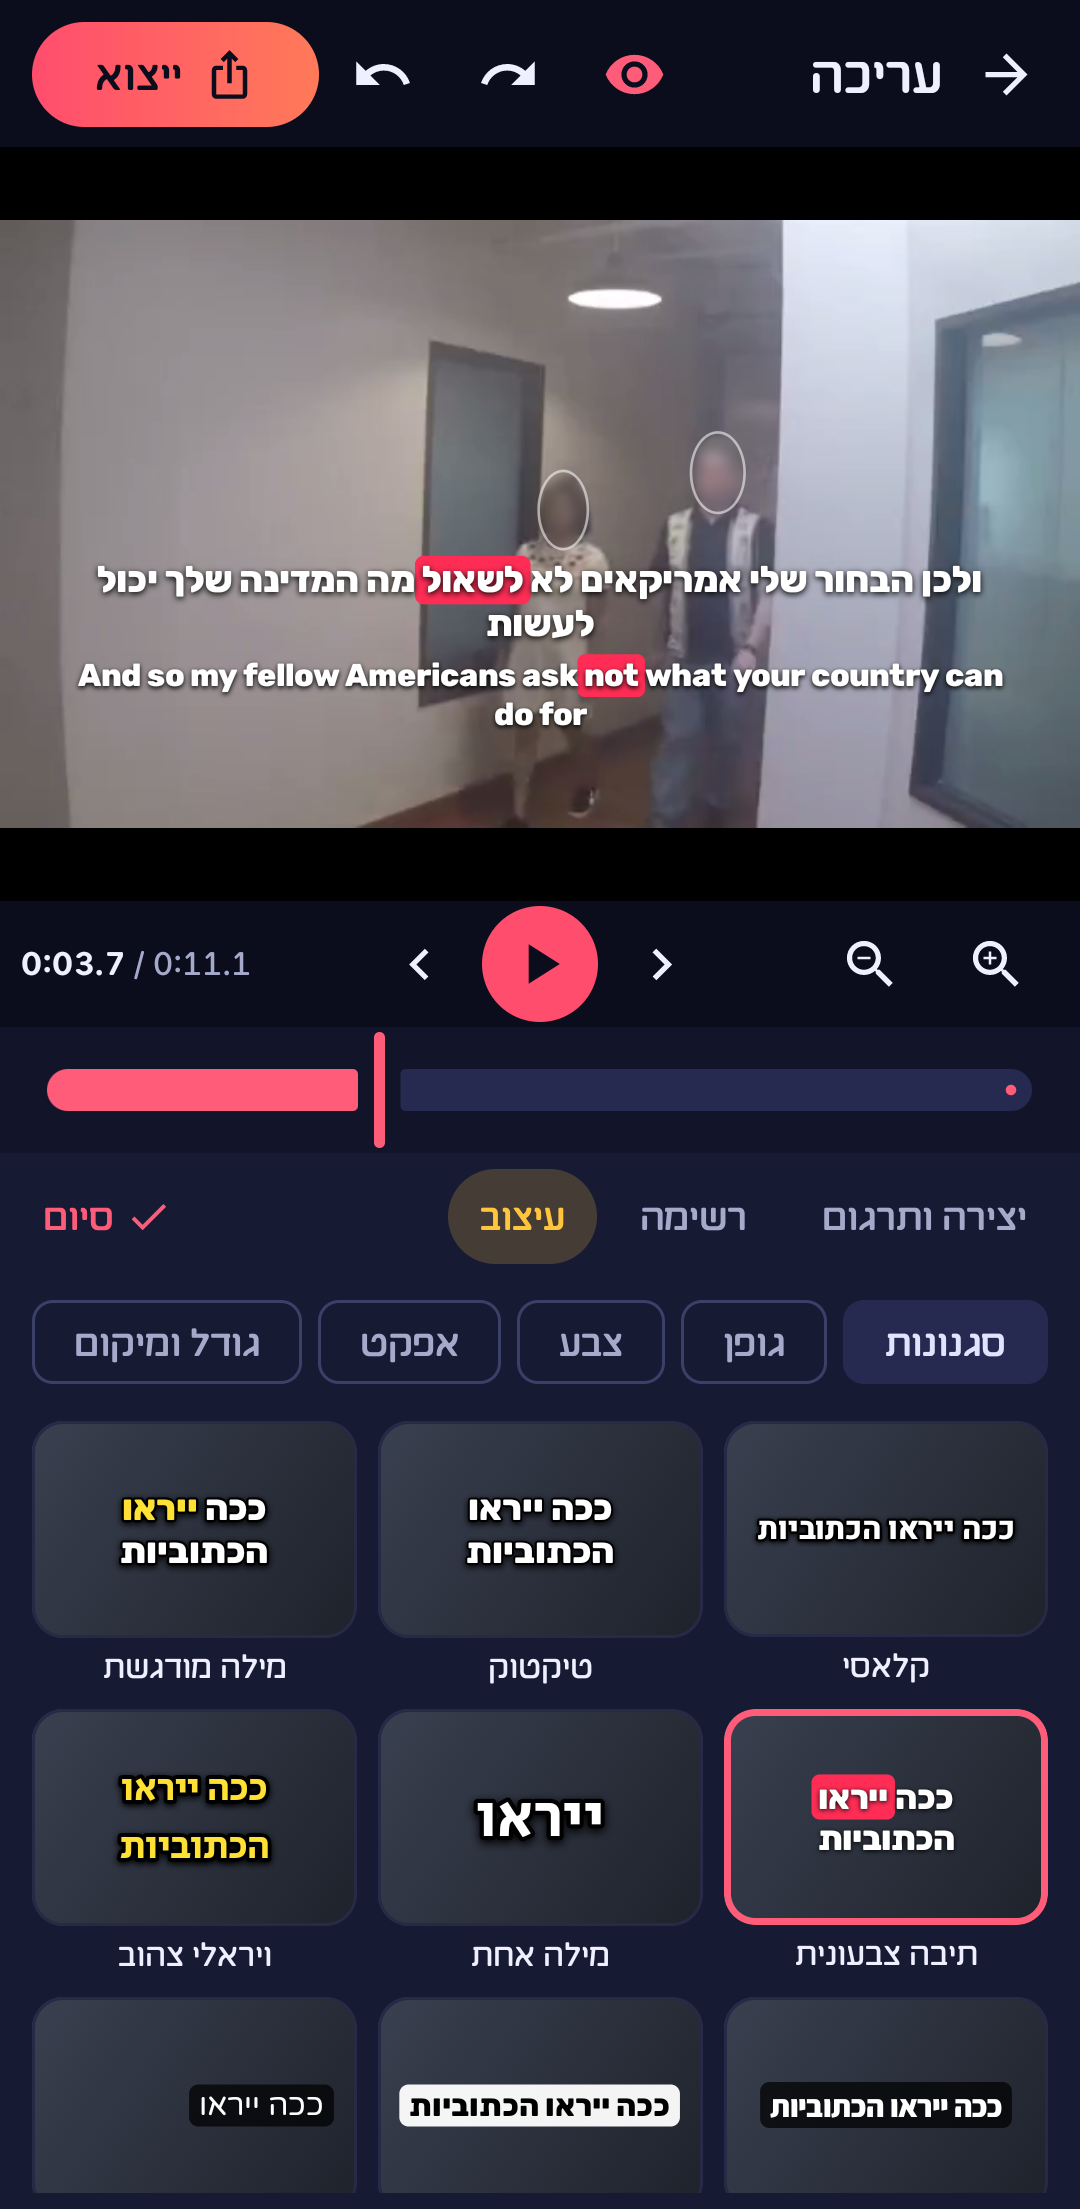 עריכה
ייצוא
ולכן הבחור שלי אמריקאים לא לשאול מה המדינה שלך יכול
לעשות
And so my fellow Americans ask not what your country can
do for
0:03.7 / 0:11.1
יצירה ותרגום
רשימה
עיצוב
סיום
סגנונות
גופן
צבע
אפקט
גודל ומיקום
ככה ייראו הכתוביות
ככה ייראו
הכתוביות
ככה ייראו
הכתוביות
קלאסי
טיקטוק
מילה מודגשת
ככה ייראו
הכתוביות
ייראו
ככה ייראו
הכתוביות
תיבה צבעונית
מילה אחת
ויראלי צהוב
ככה ייראו הכתוביות
ככה ייראו הכתוביות
ככה ייראו